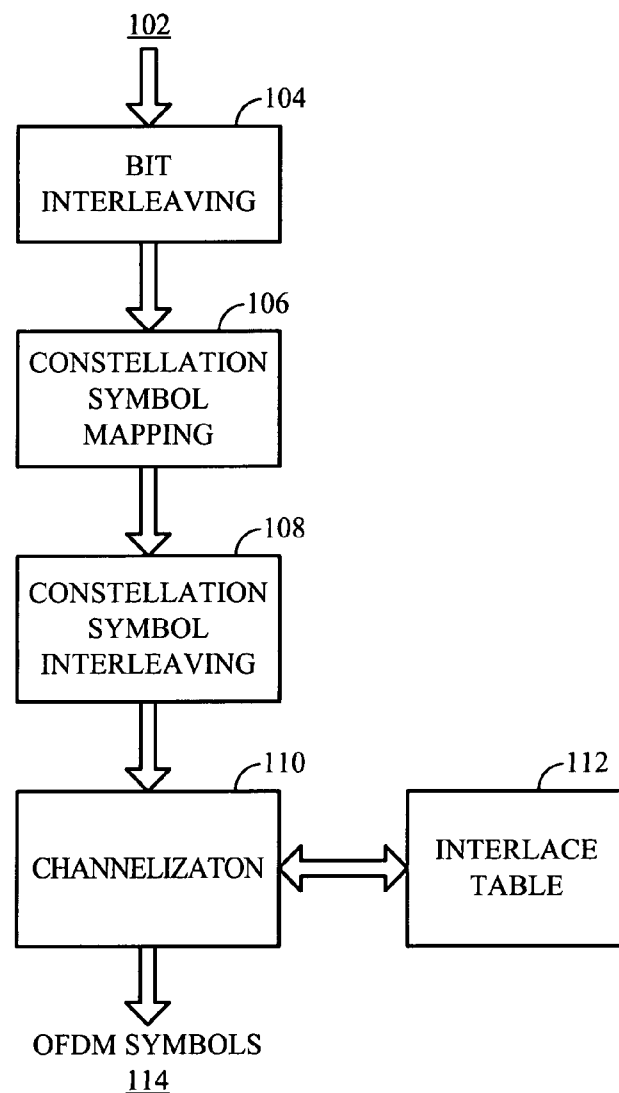 102
104
BIT
INTERLEAVING
106
CONSTELLATION
SYMBOL
MAPPING
108
CONSTELLATION
SYMBOL
INTERLEAVING
110
112
CHANNELIZATON
INTERLACE
TABLE
OFDM SYMBOLS
114